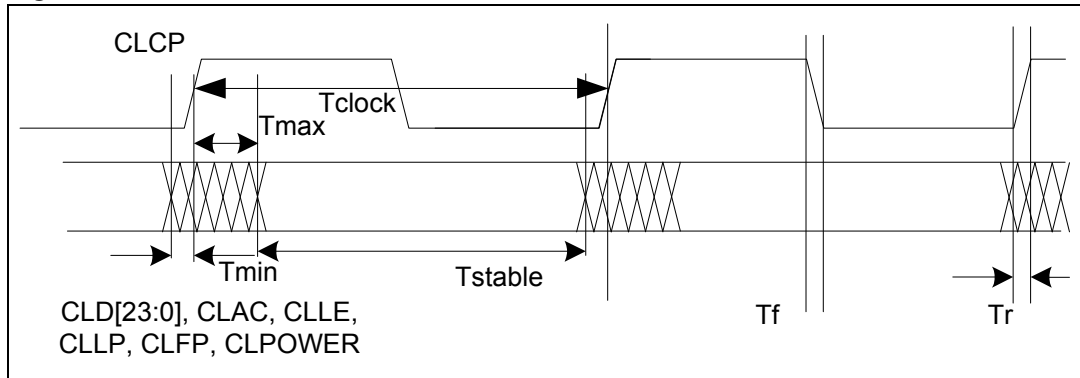 CLCP
Tclock
Tmax
Tmin
Tstable
Tf
Tr
CLD[23:0], CLAC, CLLE,
CLLP, CLFP, CLPOWER